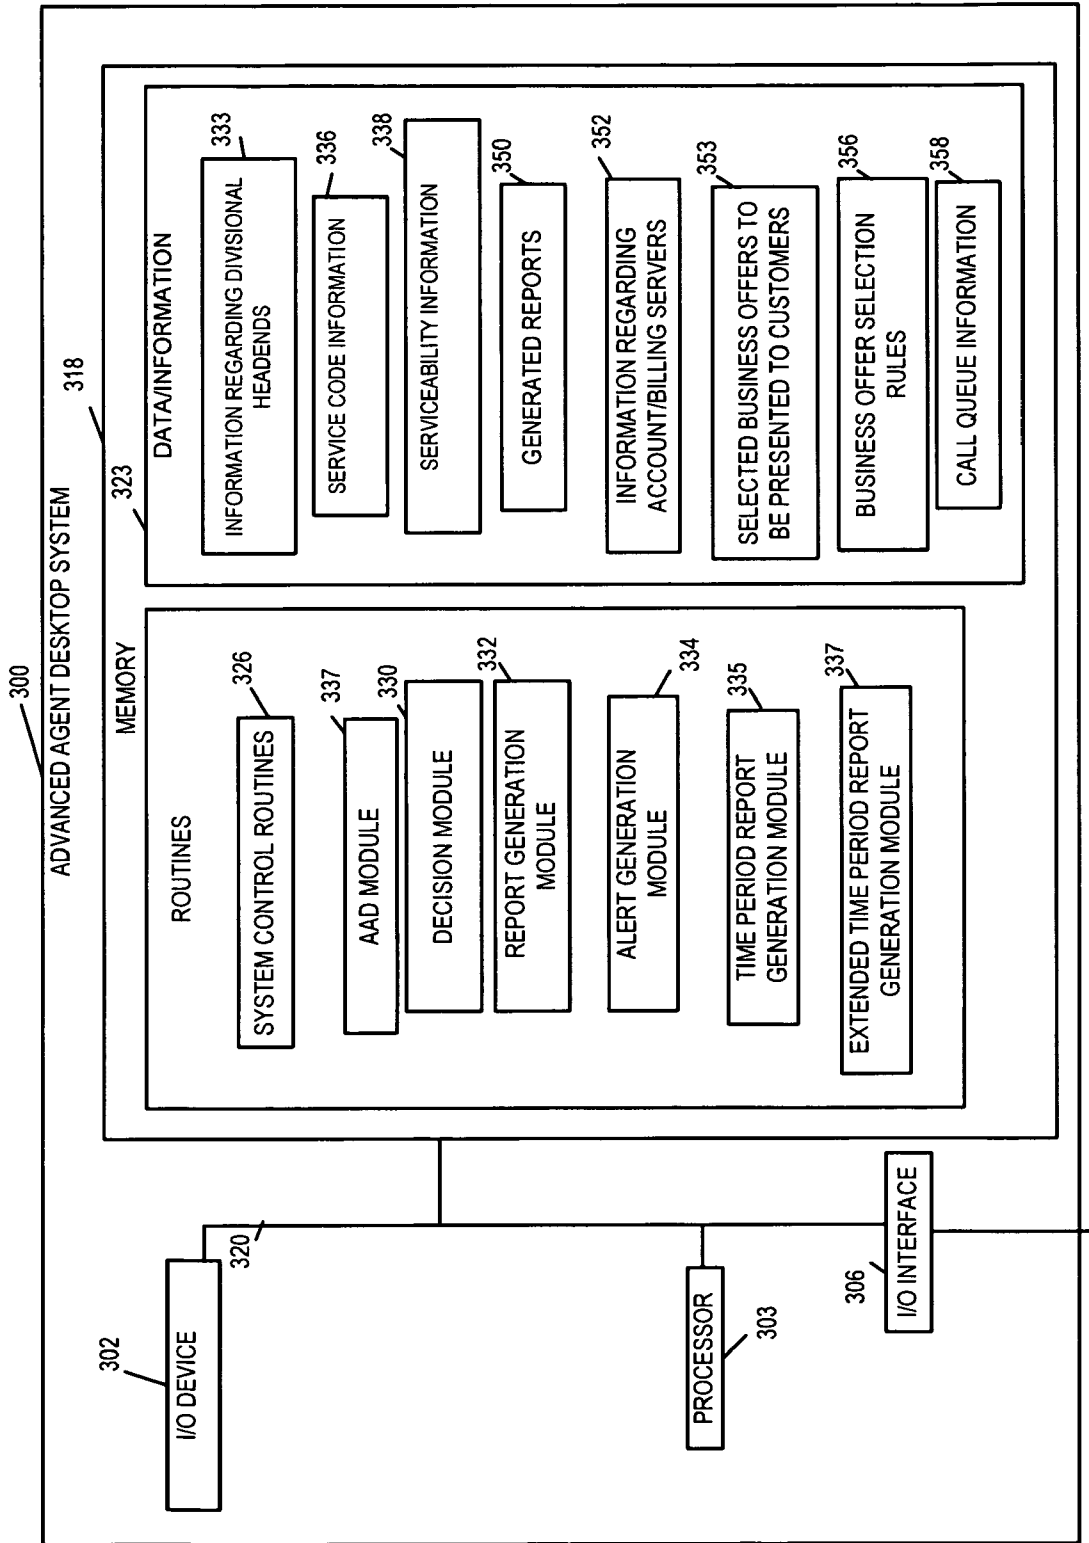 300
ADVANCED AGENT DESKTOP SYSTEM
318
302
I/O DEVICE
320
PROCESSOR
303
306
I/O INTERFACE
MEMORY
ROUTINES
326
SYSTEM CONTROL ROUTINES
337
AAD MODULE
330
DECISION MODULE
332
REPORT GENERATION
MODULE
334
ALERT GENERATION
MODULE
335
TIME PERIOD REPORT
GENERATION MODULE
337
EXTENDED TIME PERIOD REPORT
GENERATION MODULE
323
DATA/INFORMATION
333
INFORMATION REGARDING DIVISIONAL
HEADENDS
336
SERVICE CODE INFORMATION
338
SERVICEABILITY INFORMATION
350
GENERATED REPORTS
352
INFORMATION REGARDING
ACCOUNT/BILLING SERVERS
353
SELECTED BUSINESS OFFERS TO
BE PRESENTED TO CUSTOMERS
356
BUSINESS OFFER SELECTION
RULES
358
CALL QUEUE INFORMATION